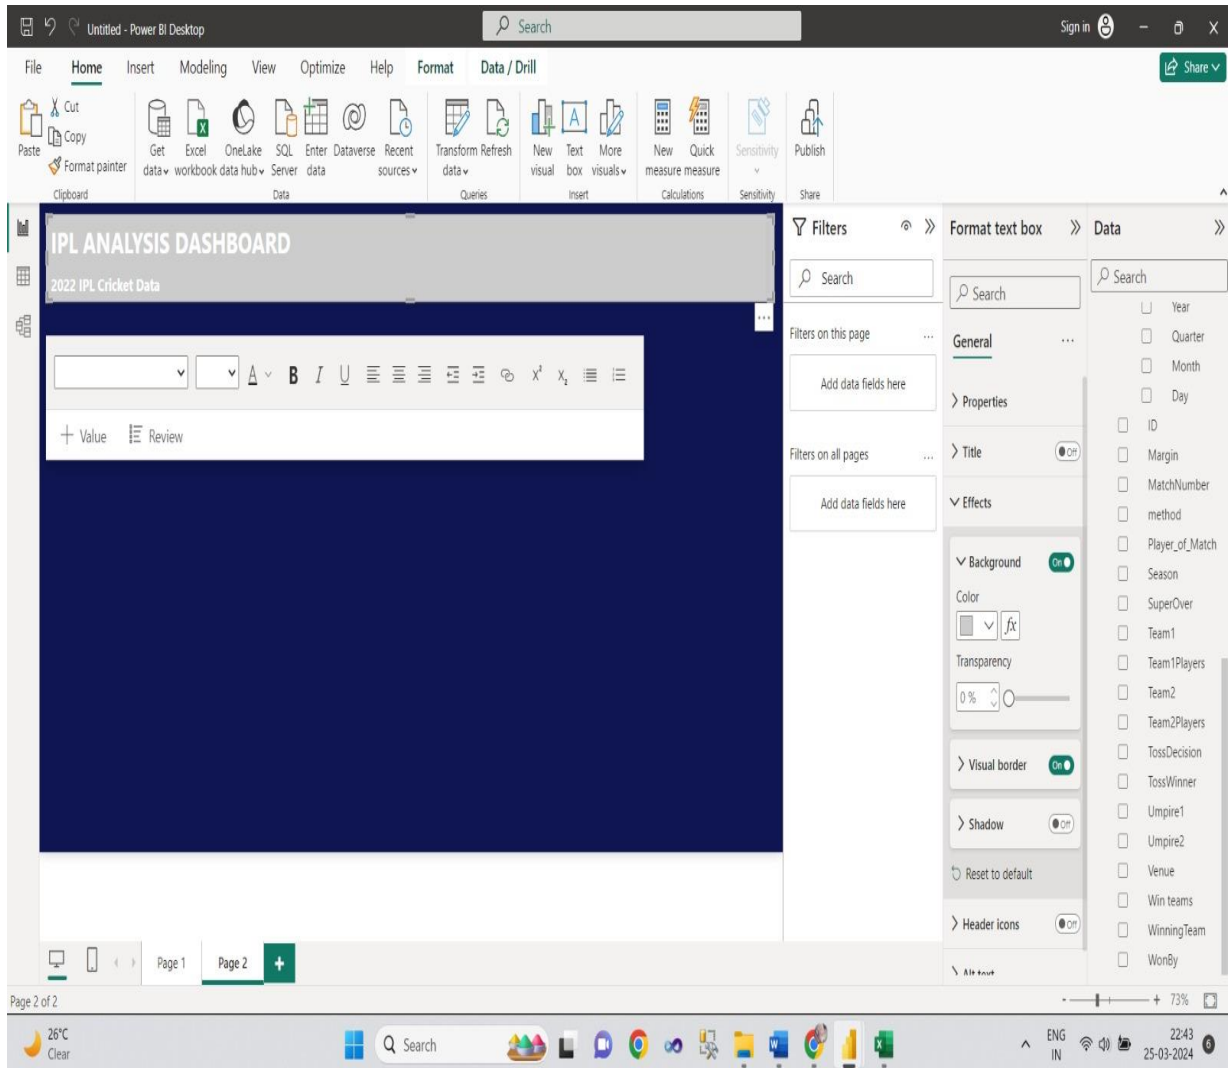 Untitled - Power BI Desktop
Search
Sign in
File Home Insert Modeling View Optimize Help Format Data / Drill
Share
Paste
Cut
Copy
Format painter
Clipboard
Get data
Excel workbook
OneLake data hub
SQL Server
Enter data
Dataverse
Recent sources
Data
Transform data
Refresh
Queries
New visual
Text box
More visuals
Insert
New measure
Quick measure
Calculations
Sensitivity
Sensitivity
Publish
Share
IPL ANALYSIS DASHBOARD
2022 IPL Cricket Data
A B I U x² x₂
+ Value Review
Filters
Search
Filters on this page ...
Add data fields here
Filters on all pages ...
Add data fields here
Format text box
Search
General ...
Properties
Title Off
Effects
Background On
Color
fx
Transparency
0 %
Visual border On
Shadow Off
Reset to default
Header icons Off
Alt text
Data
Search
Year
Quarter
Month
Day
ID
Margin
MatchNumber
method
Player_of_Match
Season
SuperOver
Team1
Team1Players
Team2
Team2Players
TossDecision
TossWinner
Umpire1
Umpire2
Venue
Win teams
WinningTeam
WonBy
Page 1 Page 2 +
Page 2 of 2
- + 73%
26°C
Clear
Search
ENG
IN
22:43
25-03-2024
6